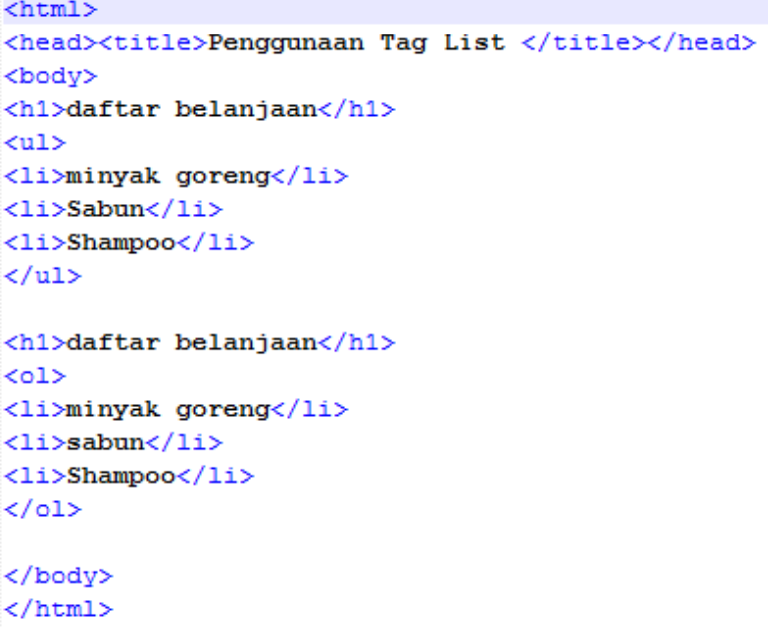 <html>
<head><title>Penggunaan Tag List </title></head>
<body>
<h1>daftar belanjaan</h1>
<ul>
<li>minyak goreng</li>
<li>Sabun</li>
<li>Shampoo</li>
</ul>
<h1>daftar belanjaan</h1>
<ol>
<li>minyak goreng</li>
<li>sabun</li>
<li>Shampoo</li>
</ol>
</body>
</html>